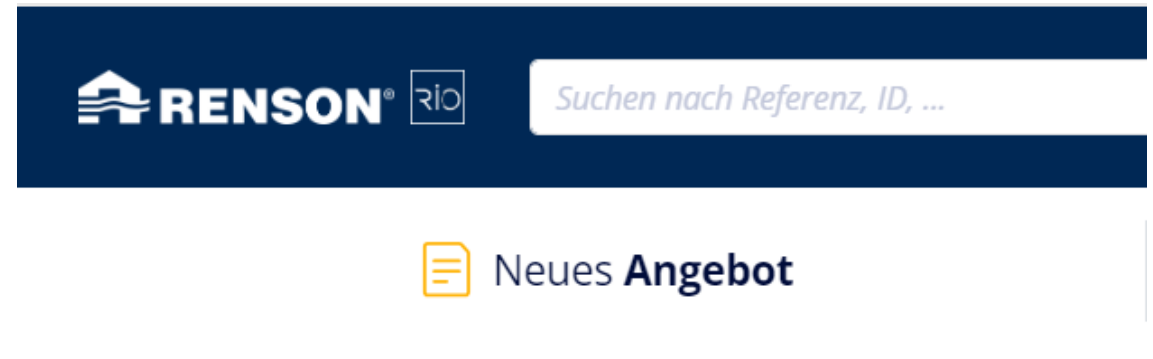 RENSON® RIO
Suchen nach Referenz, ID, ...
Neues Angebot